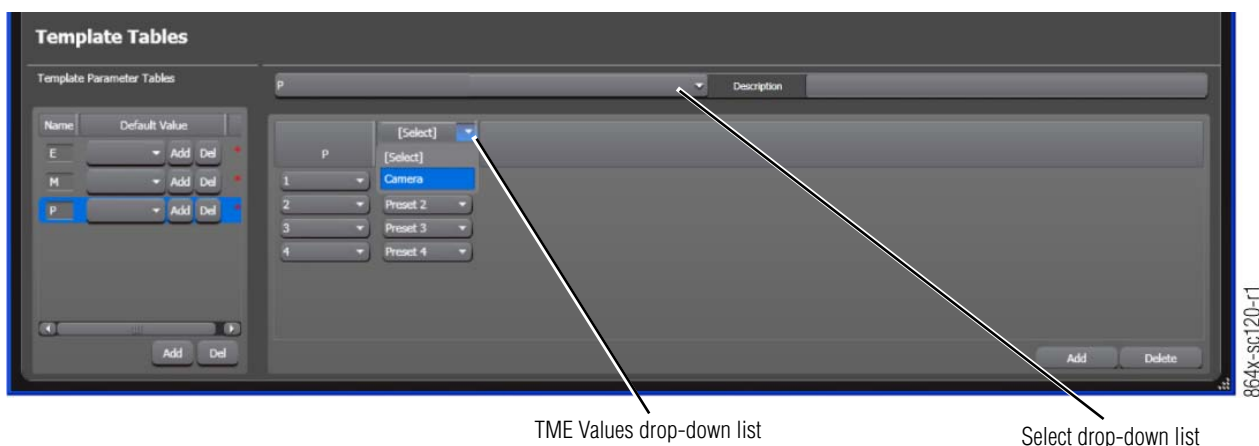 Template Tables
Template Parameter Tables
P
Description
Name Default Value
E Add Del *
M Add Del *
P Add Del *
Add Del
P [Select]
[Select]
1 Camera
2 Preset 2
3 Preset 3
4 Preset 4
Add Delete
TME Values drop-down list
Select drop-down list
864x-sc120-r1